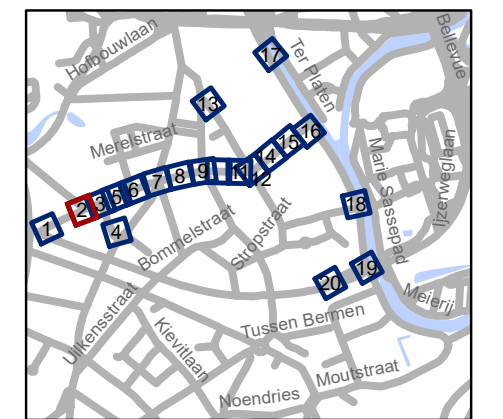 Hofbouwlaan
Ter Platen
Bellevue
17
13
Merelstraat
16
15
14
Marie Sassepad
Ijzerweglaan
12
11
9
8
7
6
5
3
2
4
1
18
Bommelstraat
Stropstraat
19
20
Uilkensstraat
Meierij
Tussen Bermen
Kievitlaan
Moutstraat
Noendries